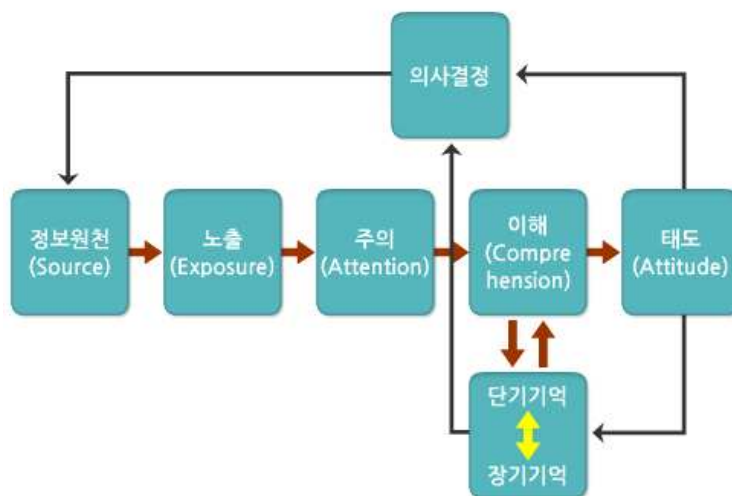 의사결정
정보원천
(Source)
노출
(Exposure)
주의
(Attention)
이해
(Compre
hension)
태도
(Attitude)
단기기억
장기기억